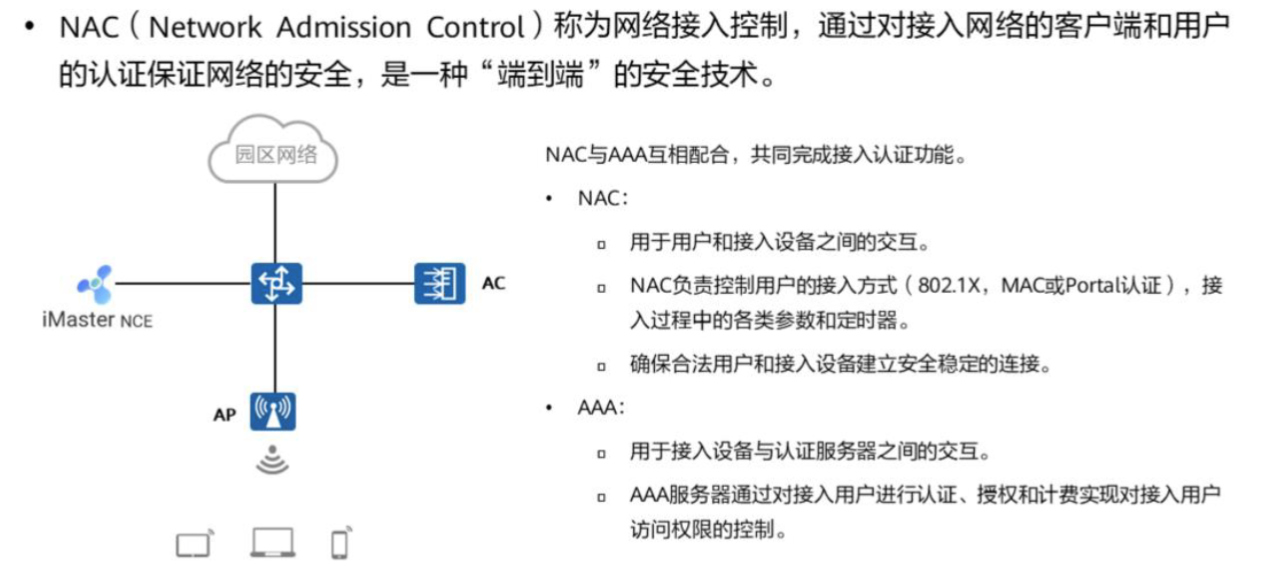 • NAC（Network Admission Control）称为网络接入控制，通过对接入网络的客户端和用户
的认证保证网络的安全，是一种“端到端”的安全技术。
园区网络
iMaster NCE
AC
AP
NAC与AAA互相配合，共同完成接入认证功能。
• NAC：
▫ 用于用户和接入设备之间的交互。
▫ NAC负责控制用户的接入方式（802.1X，MAC或Portal认证），接
入过程中的各类参数和定时器。
▫ 确保合法用户和接入设备建立安全稳定的连接。
• AAA：
▫ 用于接入设备与认证服务器之间的交互。
▫ AAA服务器通过对接入用户进行认证、授权和计费实现对接入用户
访问权限的控制。